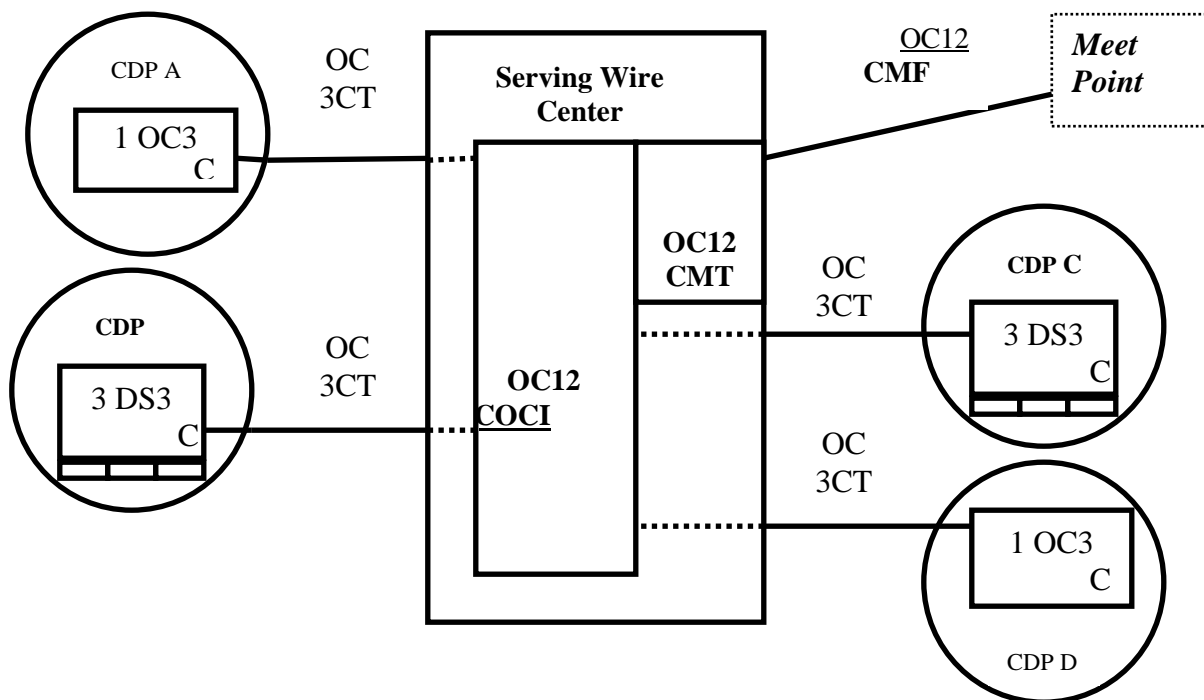 CDP A
1 OC3
C
OC
3CT
CDP
3 DS3
C
OC
3CT
Serving Wire
Center
OC12
COCI
OC12
CMT
OC12
CMF
Meet
Point
OC
3CT
CDP C
3 DS3
C
OC
3CT
1 OC3
C
CDP D